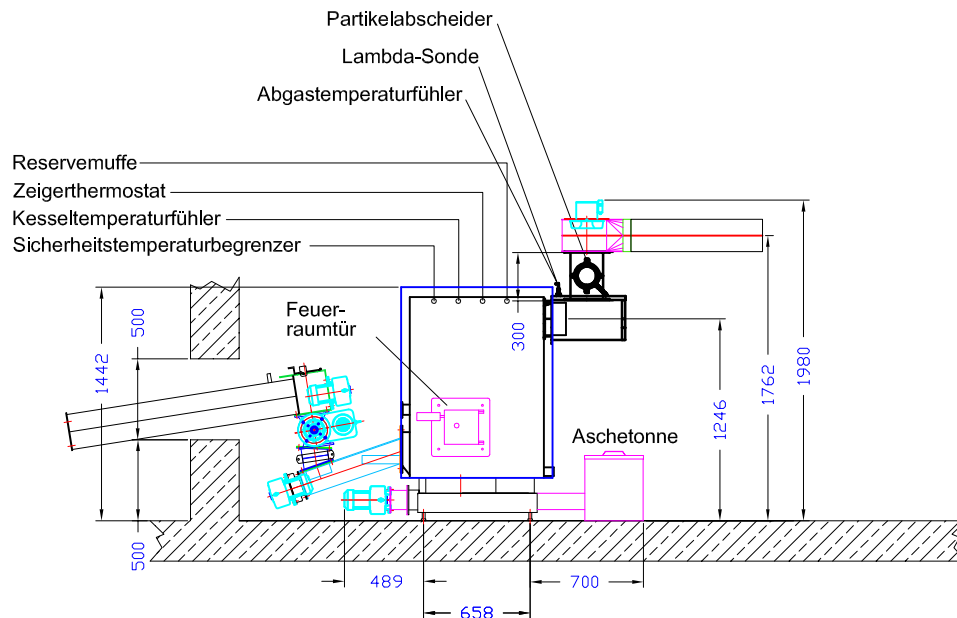 Partikelabscheider
Lambda-Sonde
Abgastemperaturfühler
Reservemuffe
Zeigerthermostat
Kesseltemperaturfühler
Sicherheitstemperaturbegrenzer
Feuer-
raumtür
Aschetonne
1442
500
500
300
1246
1762
1980
489
700
658